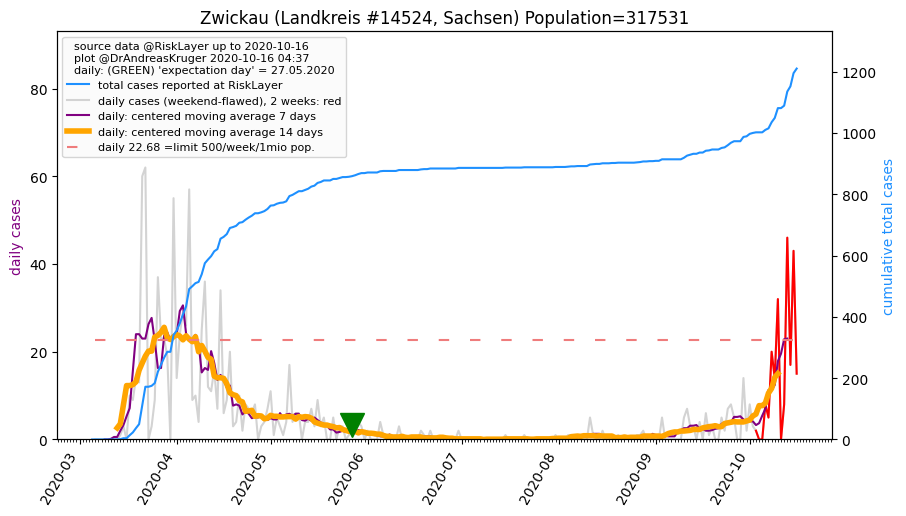 Zwickau (Landkreis #14524, Sachsen) Population=317531
source data @RiskLayer up to 2020-10-16
plot @DrAndreasKruger 2020-10-16 04:37
daily: (GREEN) 'expectation day' = 27.05.2020
total cases reported at RiskLayer
daily cases (weekend-flawed), 2 weeks: red
daily: centered moving average 7 days
daily: centered moving average 14 days
daily 22.68 =limit 500/week/1mio pop.
daily cases
80
60
40
20
0
cumulative total cases
1200
1000
800
600
400
200
0
2020-03
2020-04
2020-05
2020-06
2020-07
2020-08
2020-09
2020-10